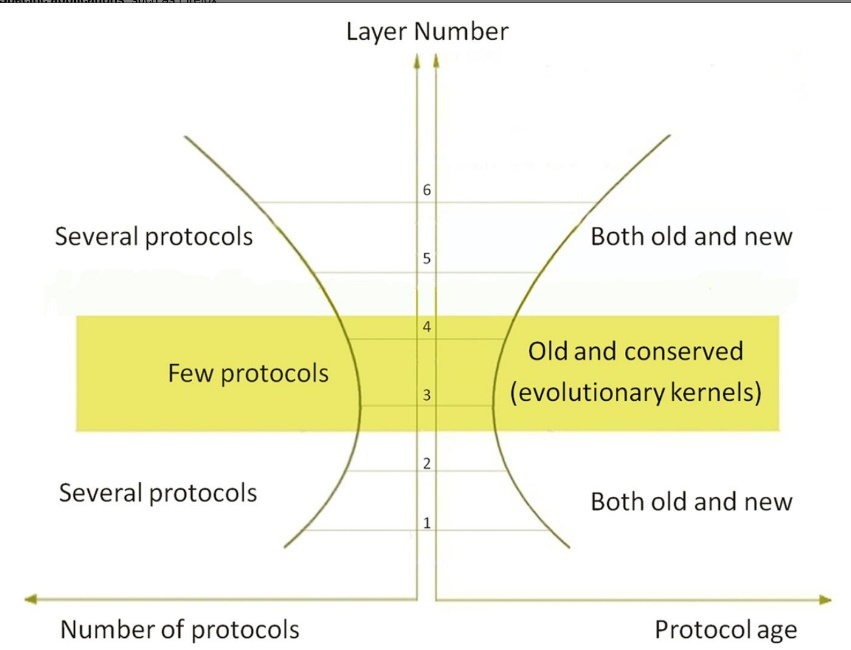 Layer Number
6
Several protocols
Both old and new
5
4
Few protocols
Old and conserved
(evolutionary kernels)
3
2
Several protocols
Both old and new
1
Number of protocols
Protocol age